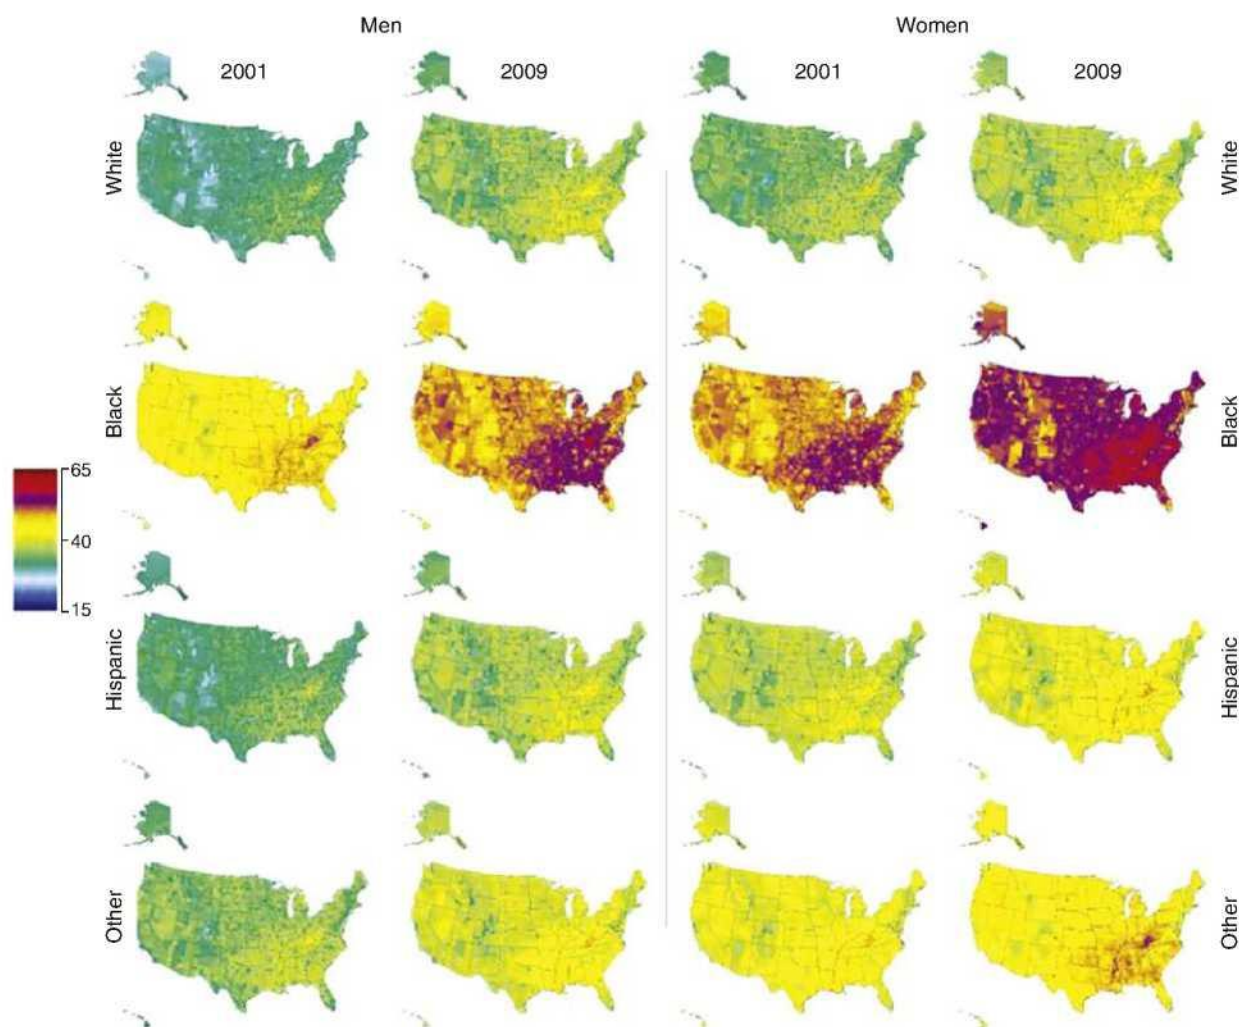 Men Women
2001 2009 2001 2009
White White
Black Black
65
40
15
Hispanic Hispanic
Other Other